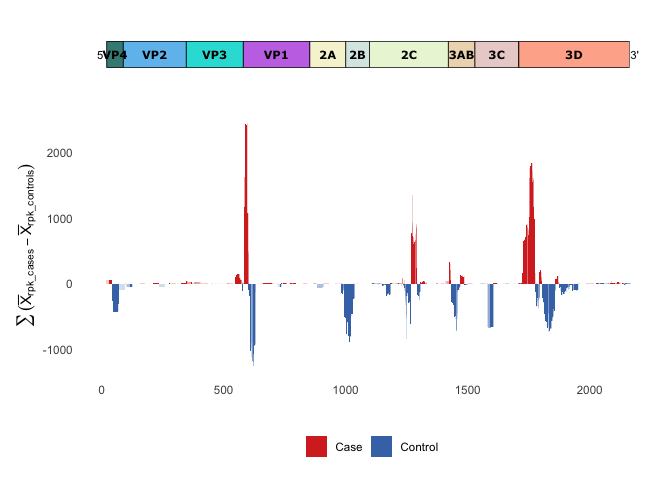 5' VP4 VP2 VP3 VP1 2A 2B 2C 3AB 3C 3D 3'
2000
1000
0
-1000
∑ (X̅rpk_cases − X̅rpk_controls)
0 500 1000 1500 2000
Case Control